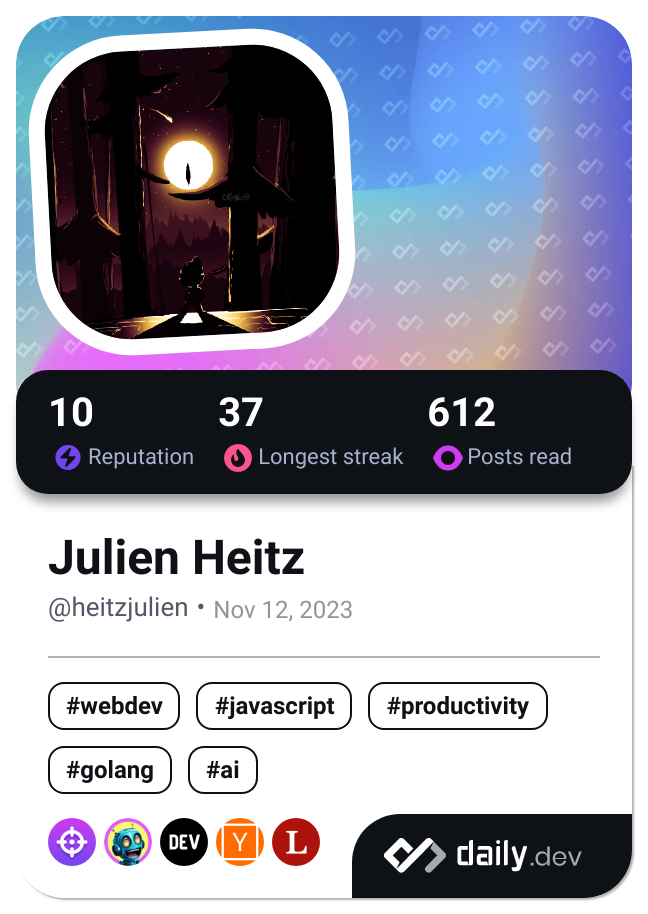 10 37 612
Reputation Longest streak Posts read
Julien Heitz
@heitzjulien • Nov 12, 2023
#webdev #javascript #productivity
#golang #ai
DEV Y L
daily.dev